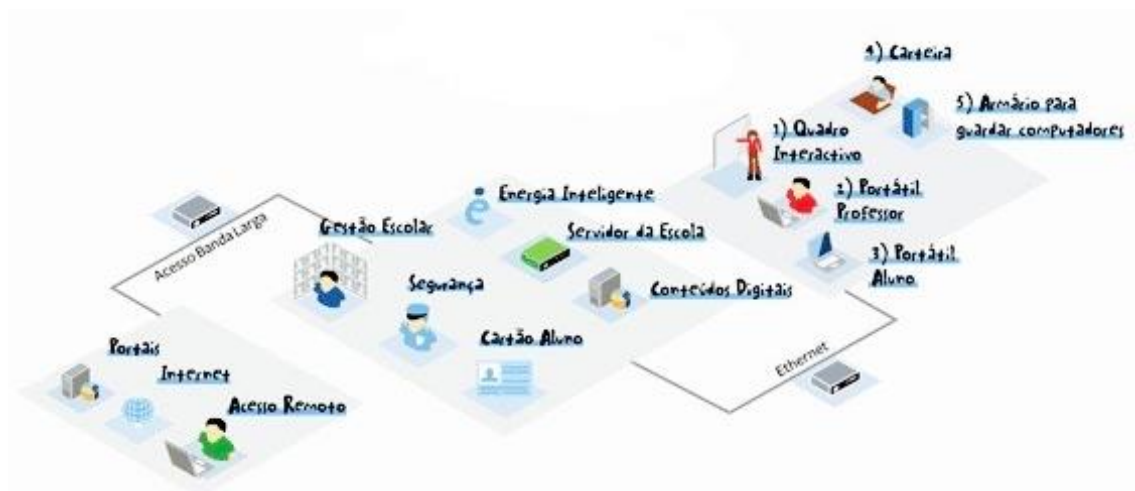 4) Carteira
5) Armário para
guardar computadores
1) Quadro
Interactivo
2) Portátil
Professor
3) Portátil
Aluno
Energia Inteligente
Servidor da Escola
Conteúdos Digitais
Gestão Escolar
Segurança
Cartão Aluno
Acesso Banda Larga
Ethernet
Portais
Internet
Acesso Remoto